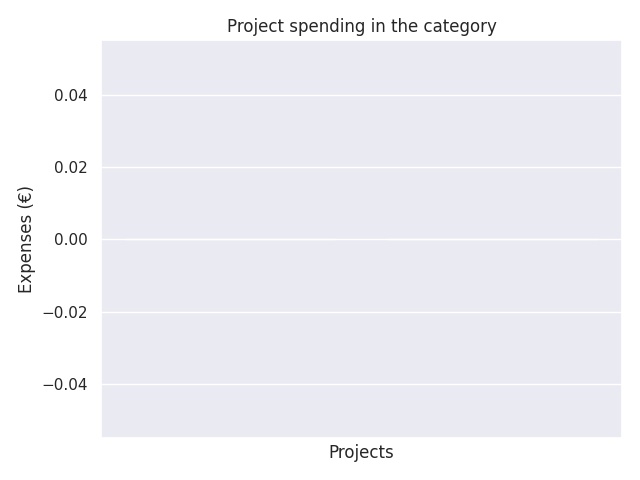 Project spending in the category
Expenses (€)
0.04
0.02
0.00
−0.02
−0.04
Projects